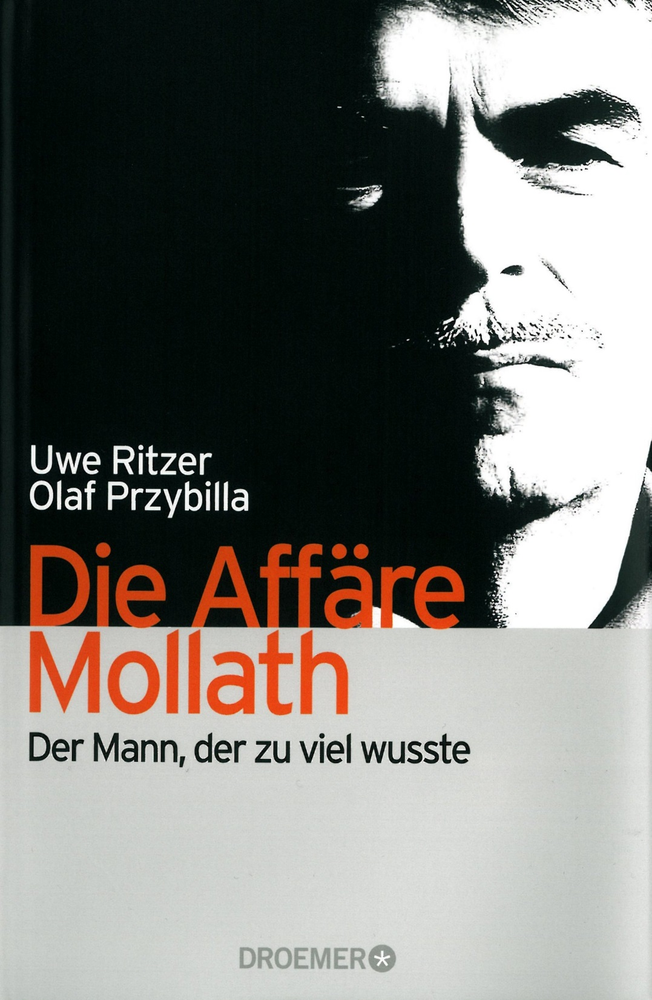 Uwe Ritzer
Olaf Przybilla
Die Affäre
Mollath
Der Mann, der zu viel wusste
DROEMER